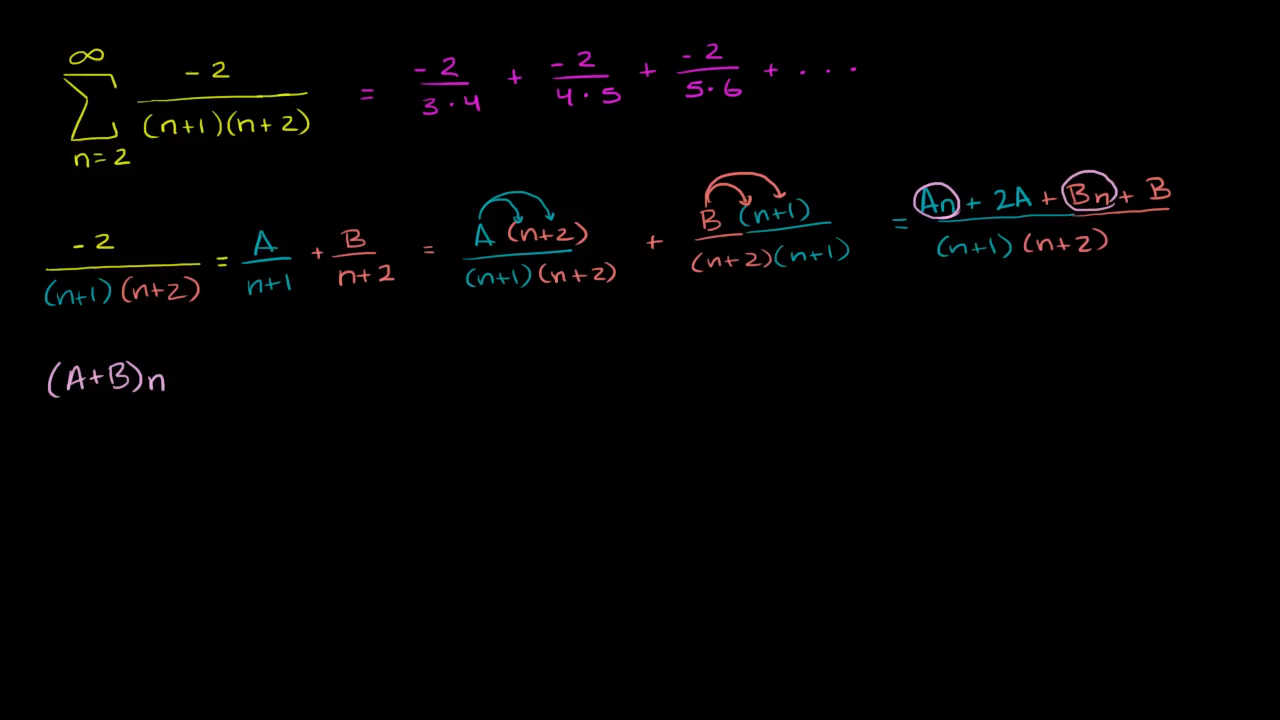 ∞
Σ -2/((n+1)(n+2)) = -2/(3·4) + -2/(4·5) + -2/(5·6) + ...
n=2
-2/((n+1)(n+2)) = A/(n+1) + B/(n+2) = A(n+2)/((n+1)(n+2)) + B(n+1)/((n+2)(n+1)) = (An + 2A + Bn + B)/((n+1)(n+2))
(A+B)n